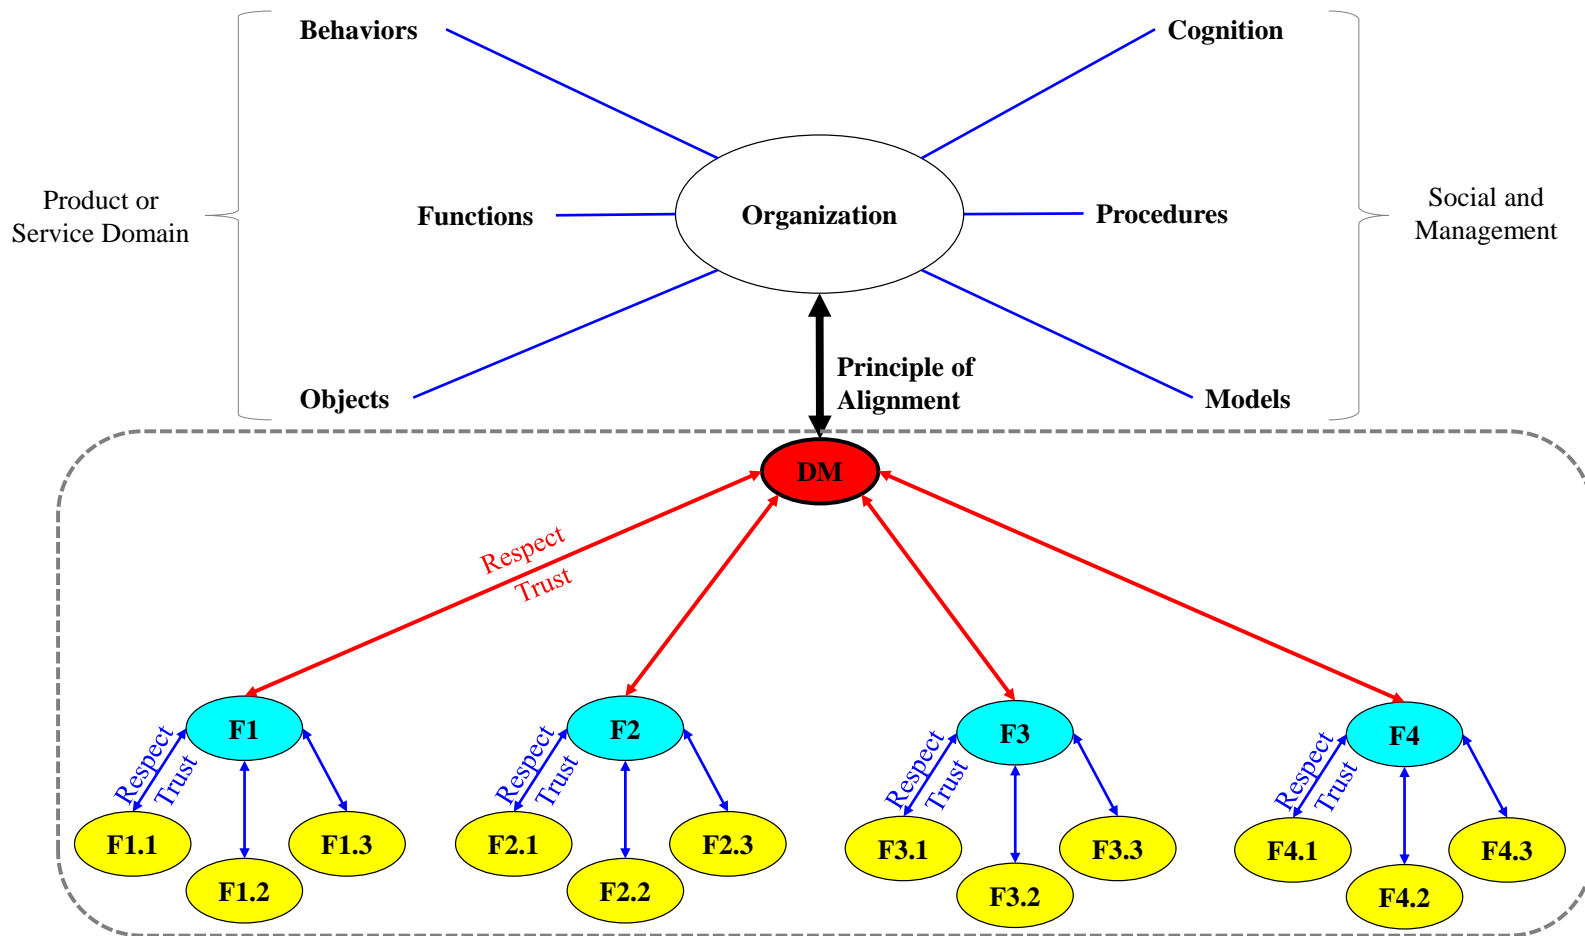 Behaviors
Cognition
Product or
Service Domain
Functions
Organization
Procedures
Social and
Management
Objects
Principle of
Alignment
Models
DM
Respect
Trust
F1
F2
F3
F4
Respect
Trust
Respect
Trust
Respect
Trust
Respect
Trust
F1.1
F1.2
F1.3
F2.1
F2.2
F2.3
F3.1
F3.2
F3.3
F4.1
F4.2
F4.3